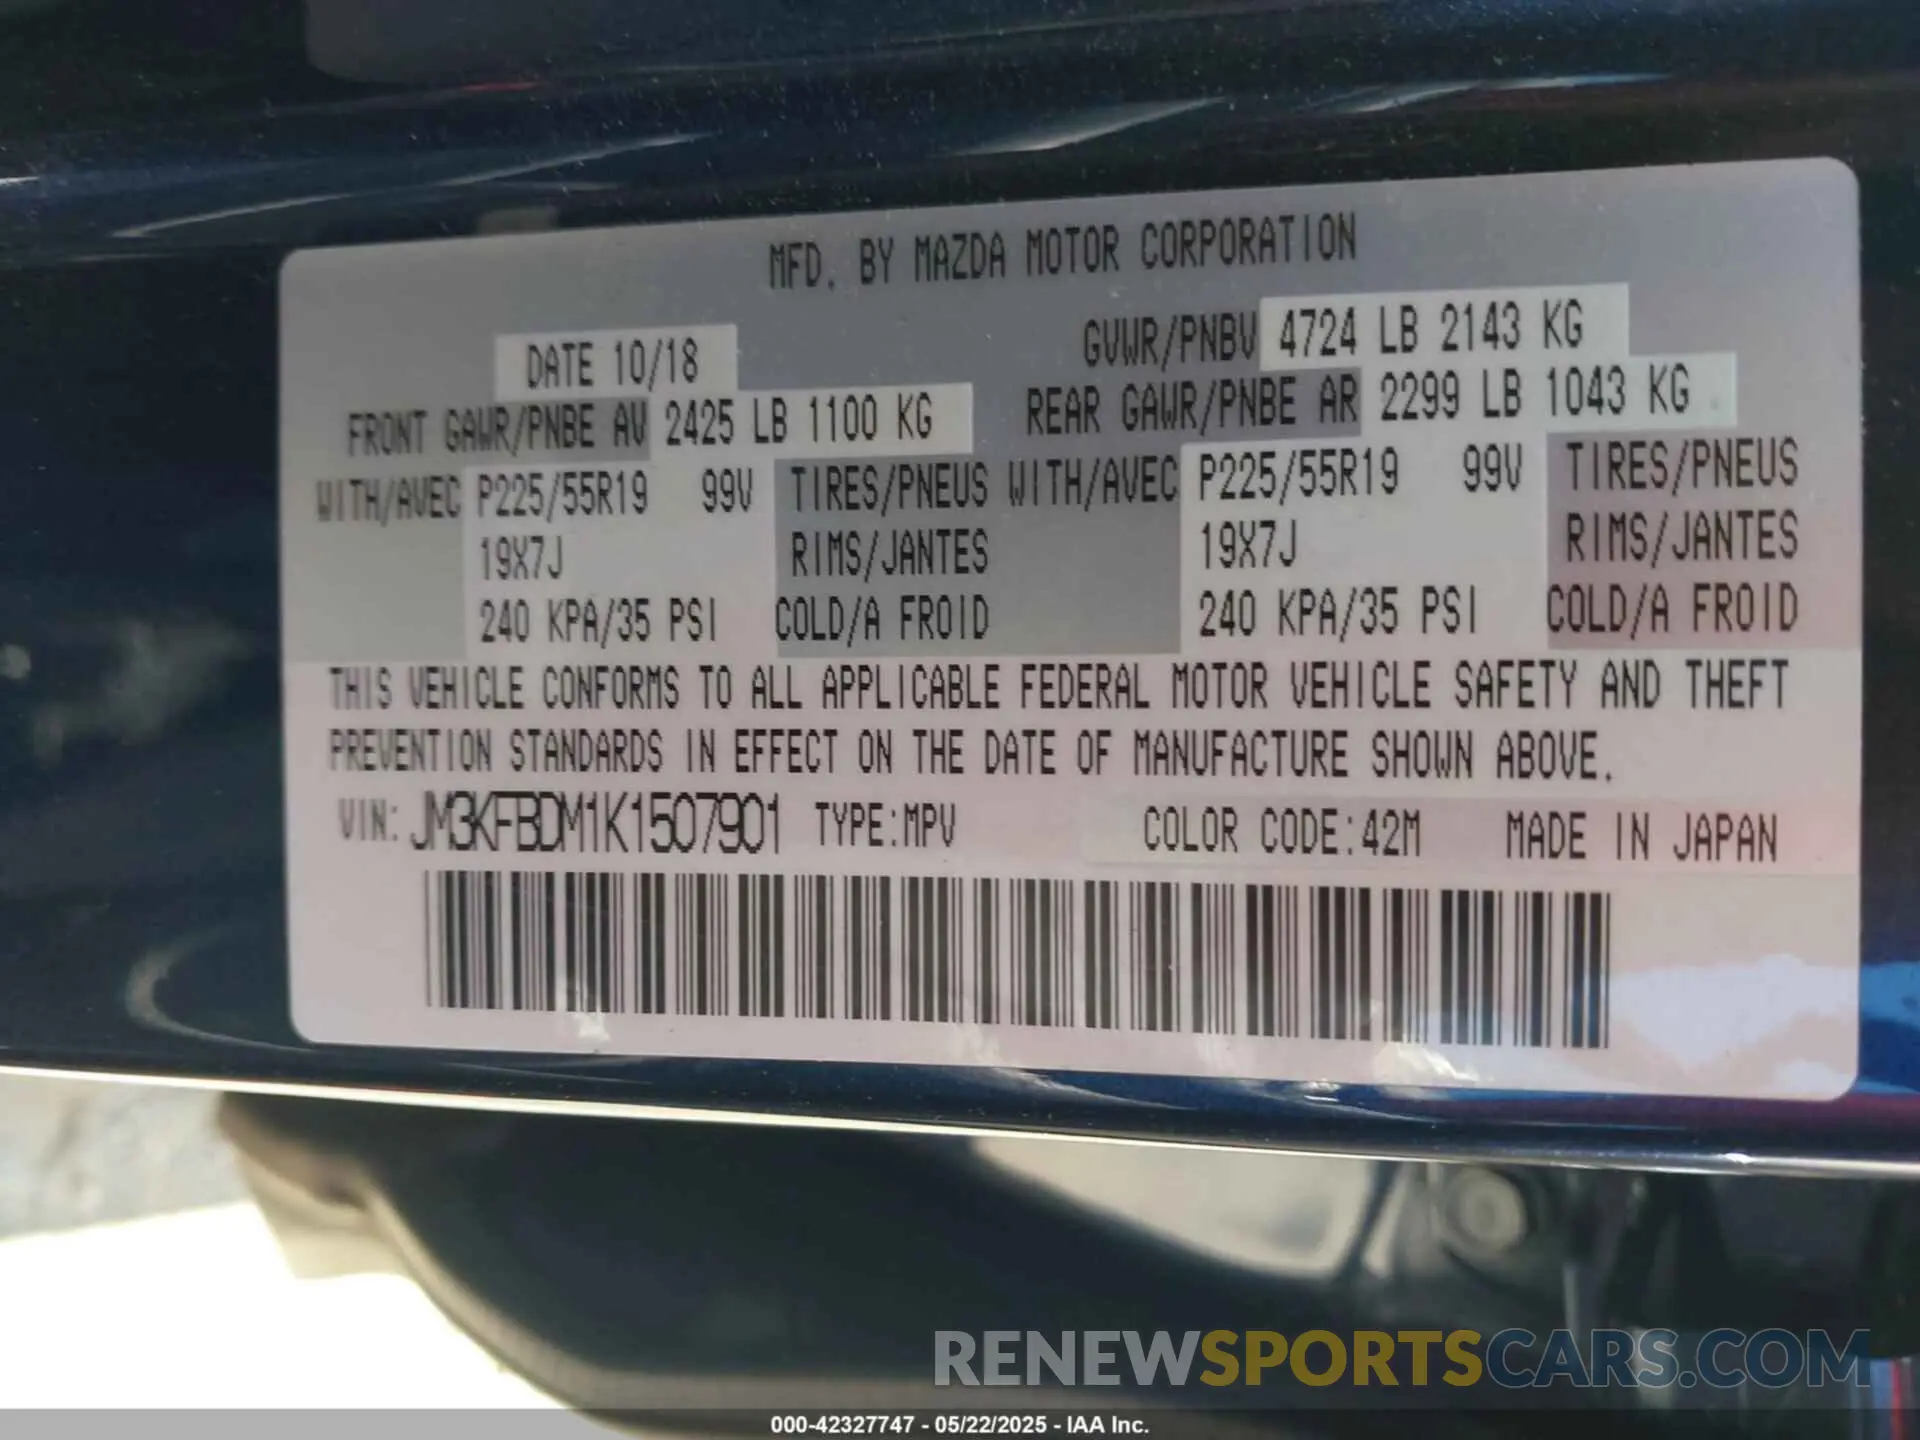 MFD. BY MAZDA MOTOR CORPORATION
DATE 10/18 GVWR/PNBV 4724 LB 2143 KG
FRONT GAWR/PNBE AV 2425 LB 1100 KG REAR GAWR/PNBE AR 2299 LB 1043 KG
WITH/AVEC P225/55R19 99V TIRES/PNEUS WITH/AVEC P225/55R19 99V TIRES/PNEUS
19X7J RIMS/JANTES 19X7J RIMS/JANTES
240 KPA/35 PSI COLD/A FROID 240 KPA/35 PSI COLD/A FROID
THIS VEHICLE CONFORMS TO ALL APPLICABLE FEDERAL MOTOR VEHICLE SAFETY AND THEFT
PREVENTION STANDARDS IN EFFECT ON THE DATE OF MANUFACTURE SHOWN ABOVE.
VIN: JM3KFBDM1K1507901 TYPE:MPV COLOR CODE:42M MADE IN JAPAN
RENEWSPORTSCARS.COM
000-42327747 - 05/22/2025 - IAA Inc.